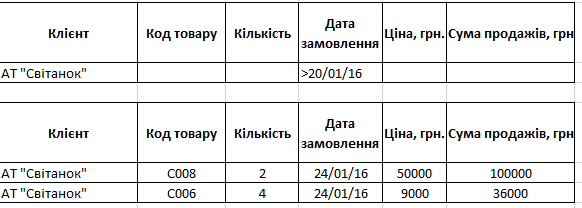 Клієнт Код товару Кількість Дата замовлення Ціна, грн. Сума продажів, грн
АТ "Світанок" >20/01/16
Клієнт Код товару Кількість Дата замовлення Ціна, грн. Сума продажів, грн
АТ "Світанок" С008 2 24/01/16 50000 100000
АТ "Світанок" С006 4 24/01/16 9000 36000